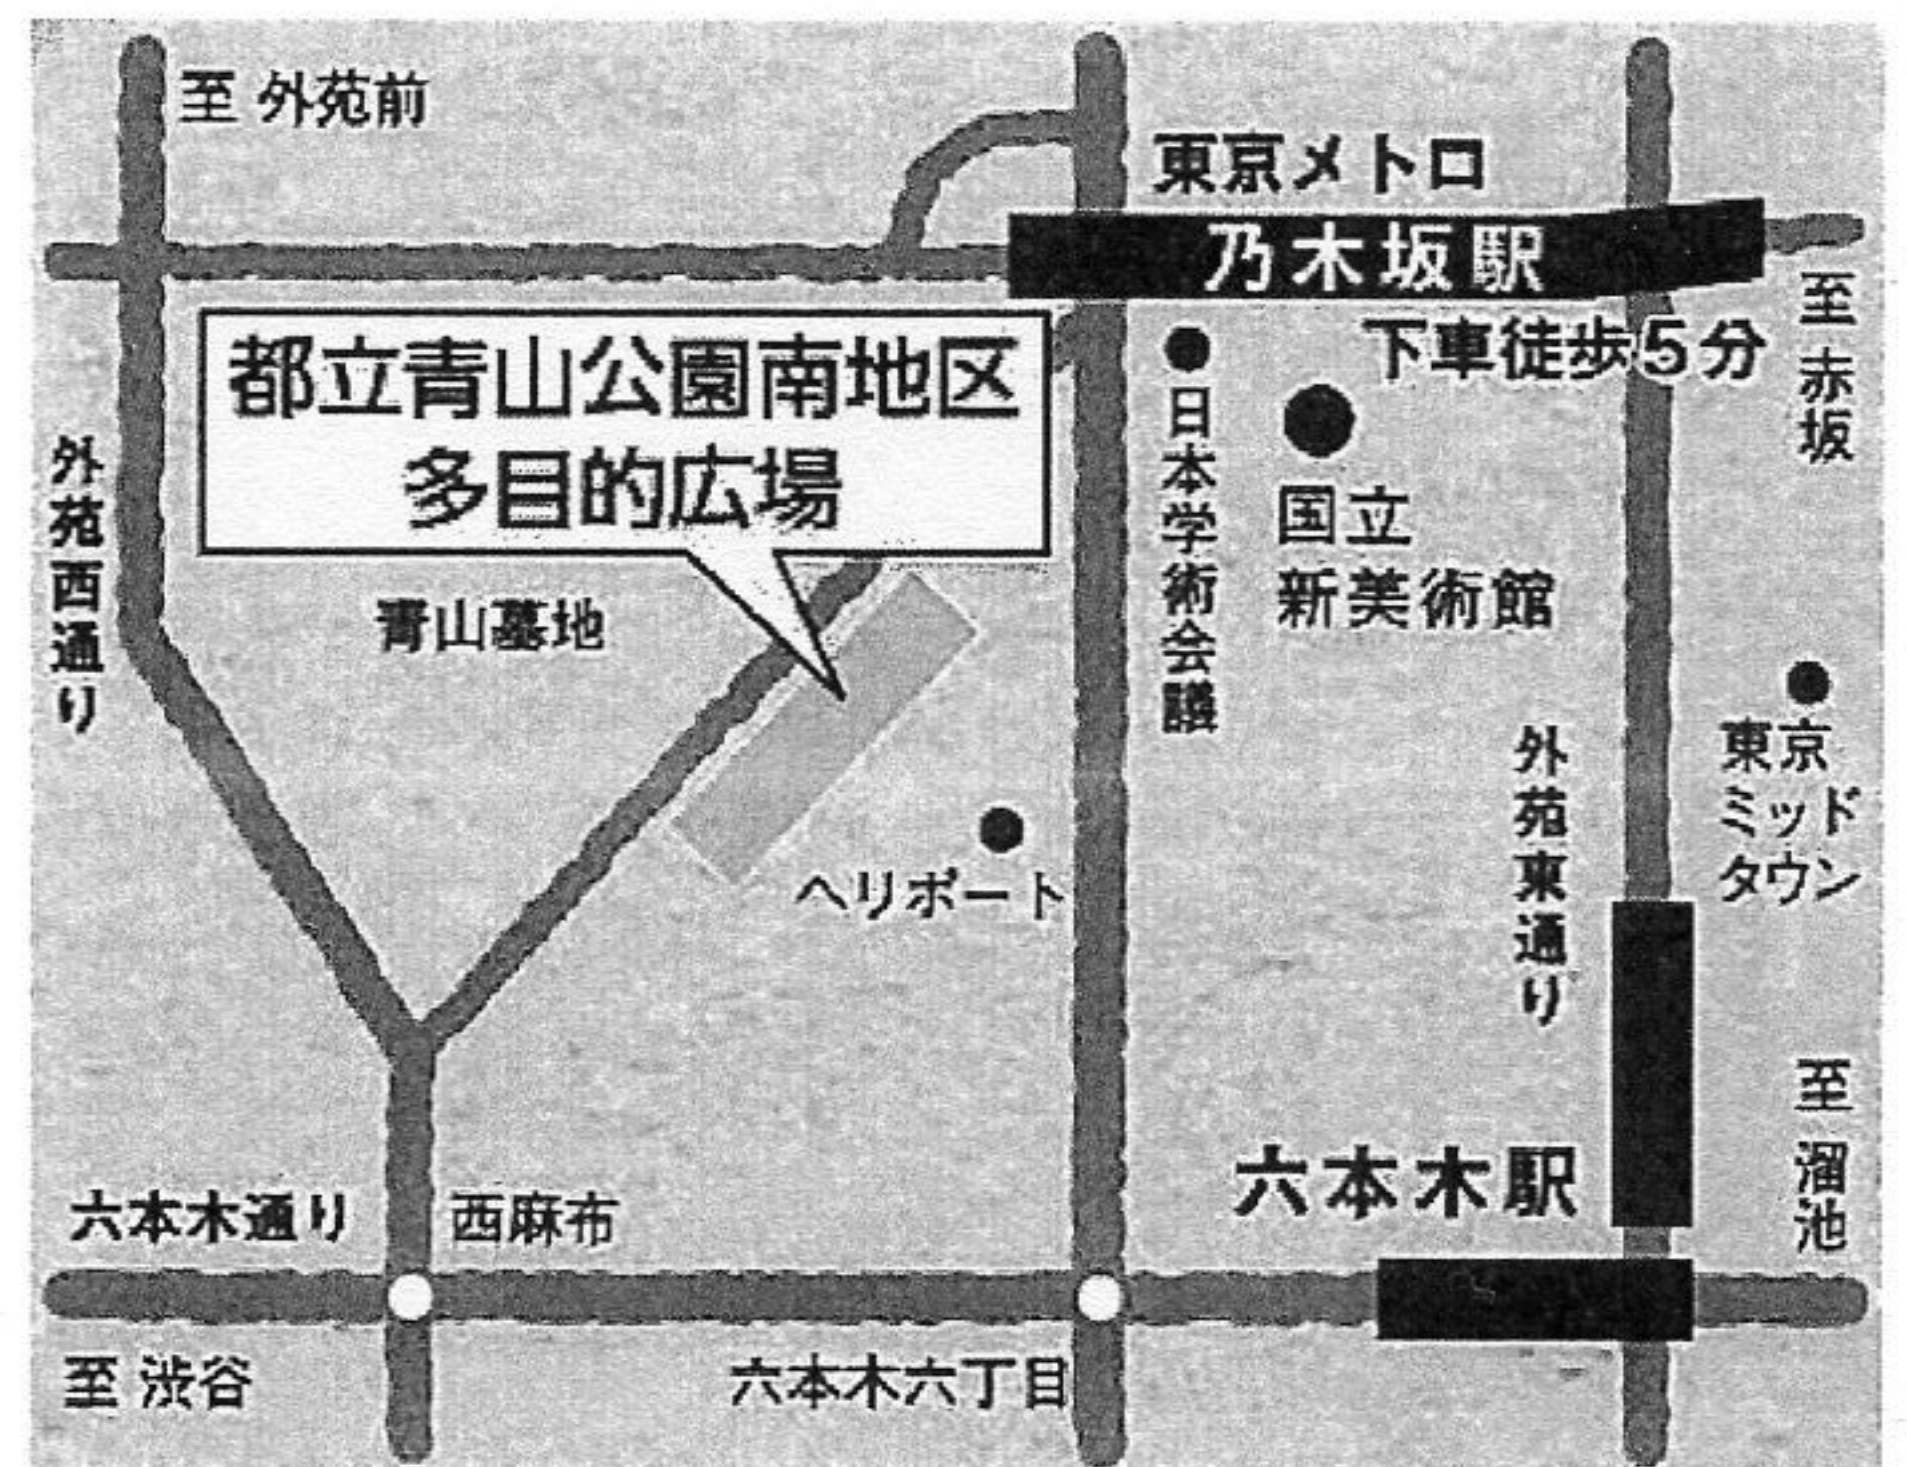 至 外苑前
東京メトロ
乃木坂駅
下車徒歩5分
至 赤坂
都立青山公園南地区
多目的広場
外苑西通り
青山墓地
日本学術会議
国立
新美術館
東京
ミッド
タウン
外苑東通り
ヘリポート
六本木駅
至 溜池
六本木通り
西麻布
至 渋谷
六本木六丁目